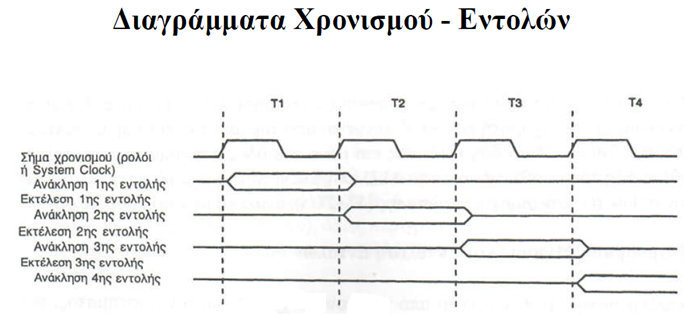 Διαγράμματα Χρονισμού - Εντολών
T1 T2 T3 T4
Σήμα χρονισμού (ρολόι
ή System Clock)
Ανάκληση 1ης εντολής
Εκτέλεση 1ης εντολής
Ανάκληση 2ης εντολής
Εκτέλεση 2ης εντολής
Ανάκληση 3ης εντολής
Εκτέλεση 3ης εντολής
Ανάκληση 4ης εντολής